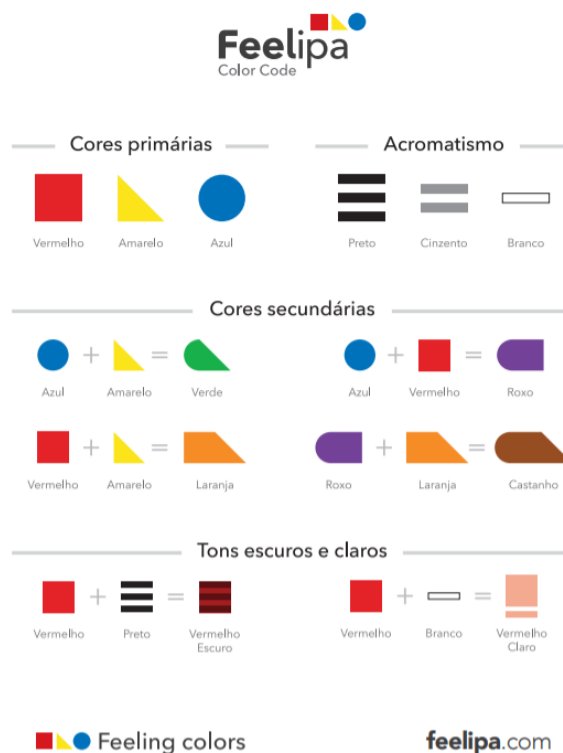 Feelipa
Color Code
Cores primárias
Acromatismo
Vermelho Amarelo Azul
Preto Cinzento Branco
Cores secundárias
+ = + =
Azul Amarelo Verde
Azul Vermelho Roxo
+ = + =
Vermelho Amarelo Laranja
Roxo Laranja Castanho
Tons escuros e claros
+ = + =
Vermelho Preto Vermelho
Escuro
Vermelho Branco Vermelho
Claro
Feeling colors
feelipa.com